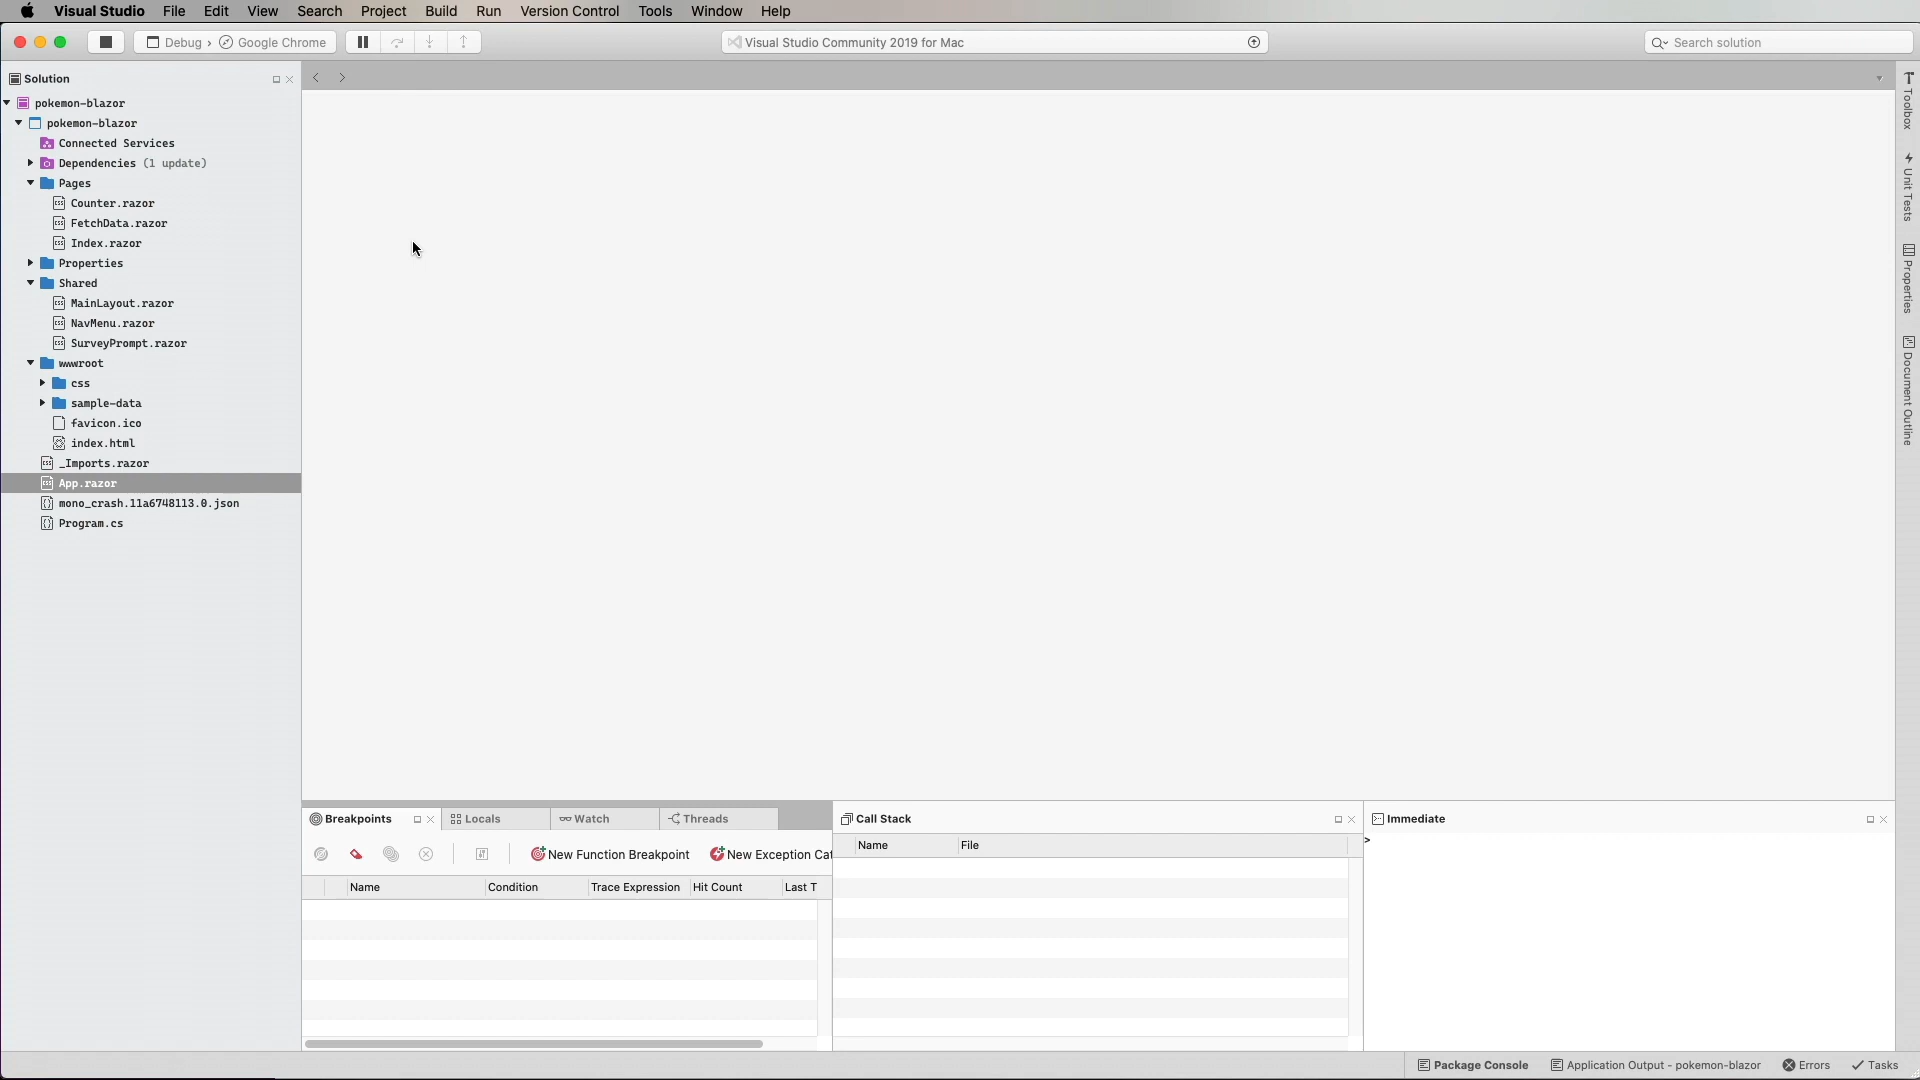 Visual Studio File Edit View Search Project Build Run Version Control Tools Window Help
Debug › Google Chrome
Visual Studio Community 2019 for Mac
Search solution
Solution
pokemon-blazor
pokemon-blazor
Connected Services
Dependencies (1 update)
Pages
Counter.razor
FetchData.razor
Index.razor
Properties
Shared
MainLayout.razor
NavMenu.razor
SurveyPrompt.razor
wwwroot
css
sample-data
favicon.ico
index.html
_Imports.razor
App.razor
mono_crash.11a6748113.0.json
Program.cs
Toolbox
Unit Tests
Properties
Document Outline
Breakpoints Locals Watch Threads
New Function Breakpoint New Exception Cat
Name Condition Trace Expression Hit Count Last T
Call Stack
Name File
Immediate
>
Package Console Application Output - pokemon-blazor Errors Tasks